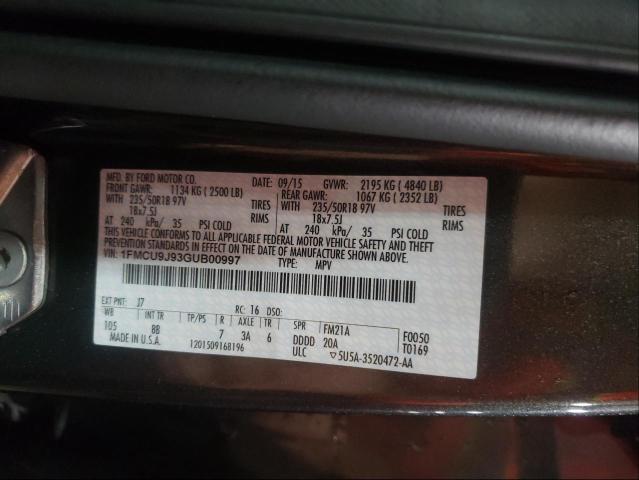 MFD. BY FORD MOTOR CO. DATE: 09/15 GVWR: 2195 KG ( 4840 LB)
FRONT GAWR: 1134 KG ( 2500 LB) REAR GAWR: 1067 KG ( 2352 LB)
WITH 235/50R18 97V TIRES WITH 235/50R18 97V TIRES
18x7.5J RIMS 18x7.5J RIMS
AT 240 kPa/ 35 PSI COLD AT 240 kPa/ 35 PSI COLD
THIS VEHICLE CONFORMS TO ALL APPLICABLE FEDERAL MOTOR VEHICLE SAFETY AND THEFT
PREVENTION STANDARDS IN EFFECT ON THE DATE OF MANUFACTURE SHOWN ABOVE.
VIN: 1FMCU9J93GUB00997 TYPE: MPV
EXT PNT: J7 RC: 16 DSO:
WB INT TR TP/PS R AXLE TR SPR FM21A F0050
105 8B 7 3A 6 DDDD 20A T0169
MADE IN U.S.A. 1201509168196 ULC ▽5U5A-3520472-AA